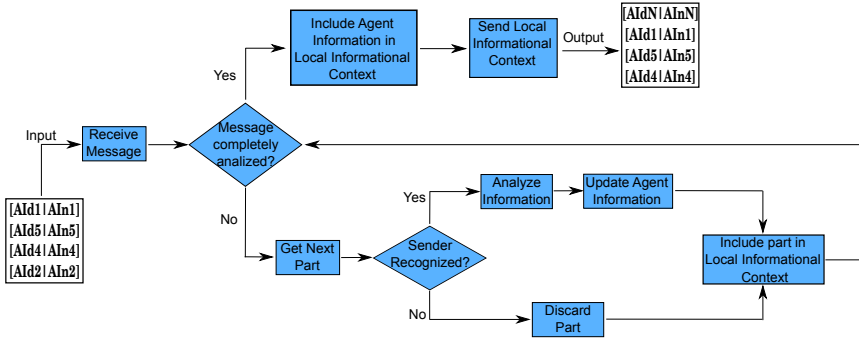 Include Agent
Information in
Local Informational
Context
Send Local
Informational
Context
Output
[AIdN|AInN]
[AId1|AIn1]
[AId5|AIn5]
[AId4|AIn4]
Yes
Input
Receive
Message
Message
completely
analized?
[AId1|AIn1]
[AId5|AIn5]
[AId4|AIn4]
[AId2|AIn2]
No
Get Next
Part
Sender
Recognized?
Yes
Analyze
Information
Update Agent
Information
Include part in
Local Informational
Context
No
Discard
Part